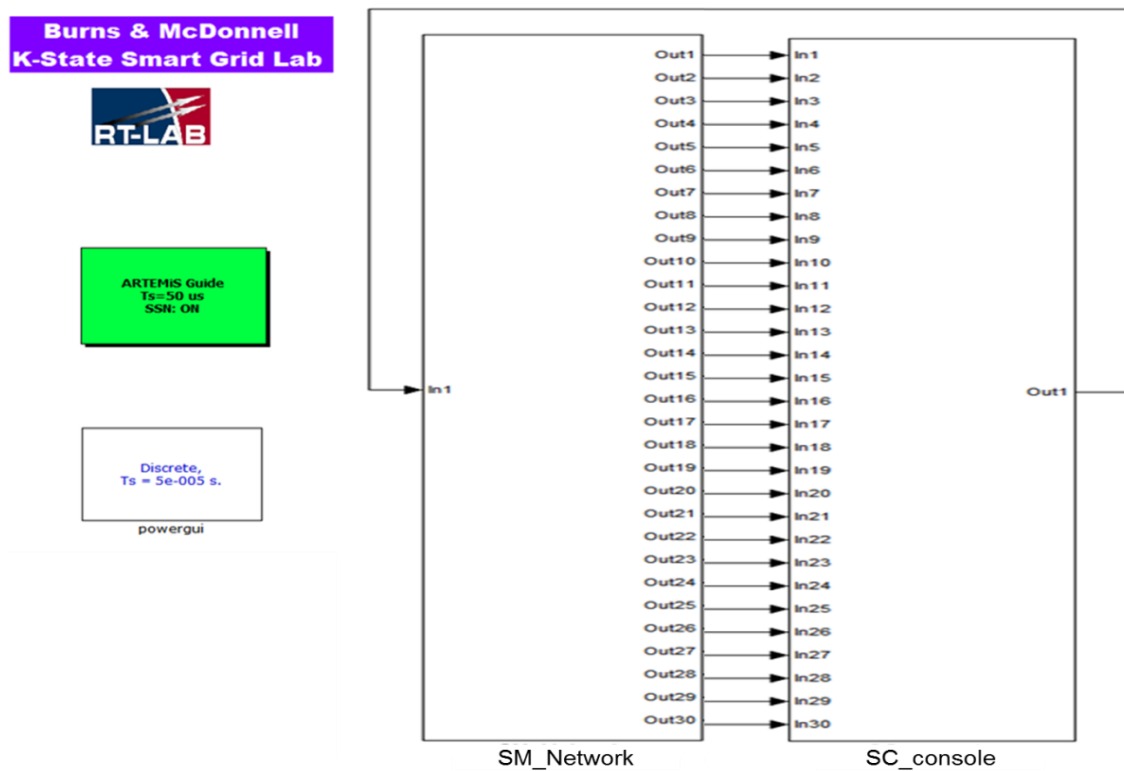 Burns & McDonnell
K-State Smart Grid Lab
RT-LAB
ARTEMiS Guide
Ts=50 us
SSN: ON
Discrete,
Ts = 5e-005 s.
powergui
In1
Out1
Out2
Out3
Out4
Out5
Out6
Out7
Out8
Out9
Out10
Out11
Out12
Out13
Out14
Out15
Out16
Out17
Out18
Out19
Out20
Out21
Out22
Out23
Out24
Out25
Out26
Out27
Out28
Out29
Out30
SM_Network
In1
In2
In3
In4
In5
In6
In7
In8
In9
In10
In11
In12
In13
In14
In15
In16
In17
In18
In19
In20
In21
In22
In23
In24
In25
In26
In27
In28
In29
In30
Out1
SC_console